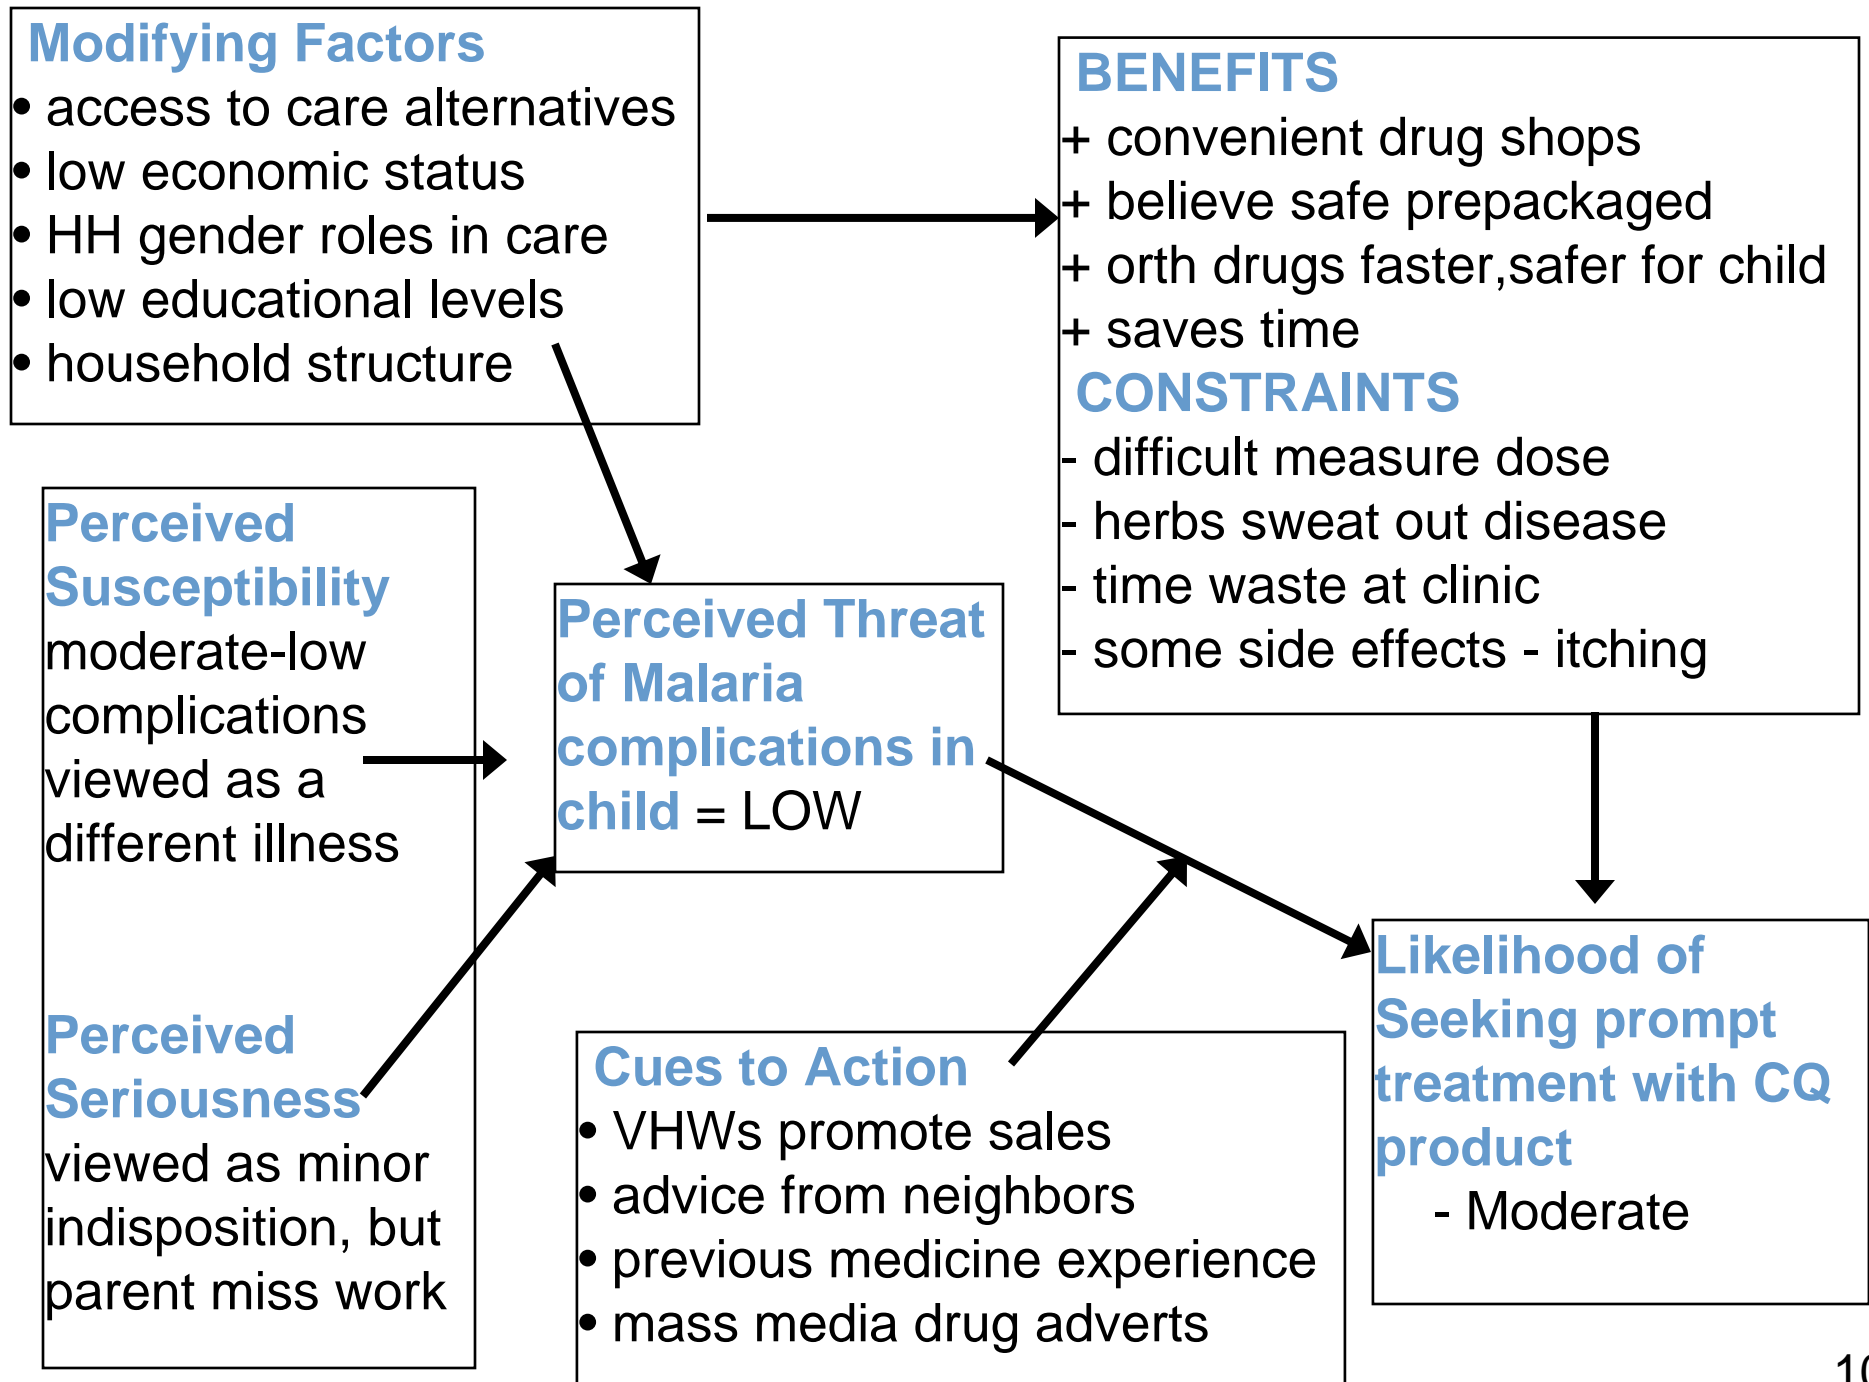 Modifying Factors
• access to care alternatives
• low economic status
• HH gender roles in care
• low educational levels
• household structure
BENEFITS
+ convenient drug shops
+ believe safe prepackaged
+ orth drugs faster,safer for child
+ saves time
CONSTRAINTS
- difficult measure dose
- herbs sweat out disease
- time waste at clinic
- some side effects - itching
Perceived
Susceptibility
moderate-low
complications
viewed as a
different illness
Perceived
Seriousness
viewed as minor
indisposition, but
parent miss work
Perceived Threat
of Malaria
complications in
child = LOW
Cues to Action
• VHWs promote sales
• advice from neighbors
• previous medicine experience
• mass media drug adverts
Likelihood of
Seeking prompt
treatment with CQ
product
- Moderate
10